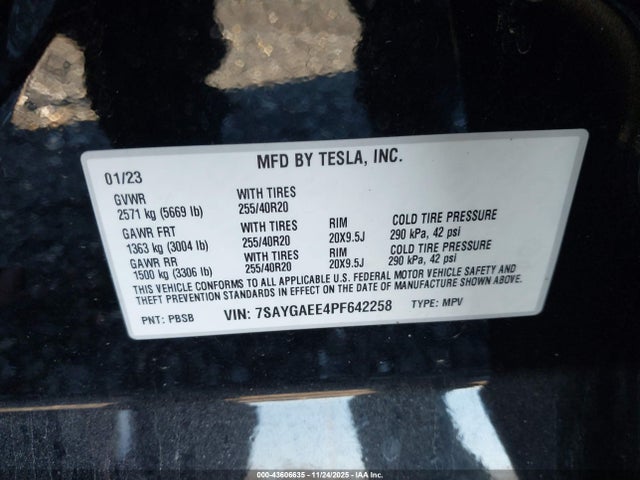 MFD BY TESLA, INC.
01/23
GVWR WITH TIRES
2571 kg (5669 lb) 255/40R20
GAWR FRT WITH TIRES RIM COLD TIRE PRESSURE
1363 kg (3004 lb) 255/40R20 20X9.5J 290 kPa, 42 psi
GAWR RR WITH TIRES RIM COLD TIRE PRESSURE
1500 kg (3306 lb) 255/40R20 20X9.5J 290 kPa, 42 psi
THIS VEHICLE CONFORMS TO ALL APPLICABLE U.S. FEDERAL MOTOR VEHICLE SAFETY AND
THEFT PREVENTION STANDARDS IN EFFECT ON THE DATE OF MANUFACTURE SHOWN ABOVE.
PNT: PBSB VIN: 7SAYGAEE4PF642258 TYPE: MPV
000-43606635 - 11/24/2025 - IAA Inc.